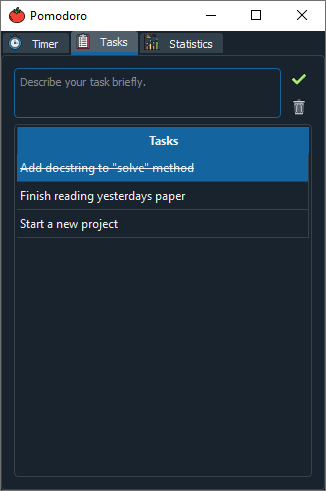 Pomodoro
Timer Tasks Statistics
Describe your task briefly.
Tasks
Add docstring to "solve" method
Finish reading yesterdays paper
Start a new project